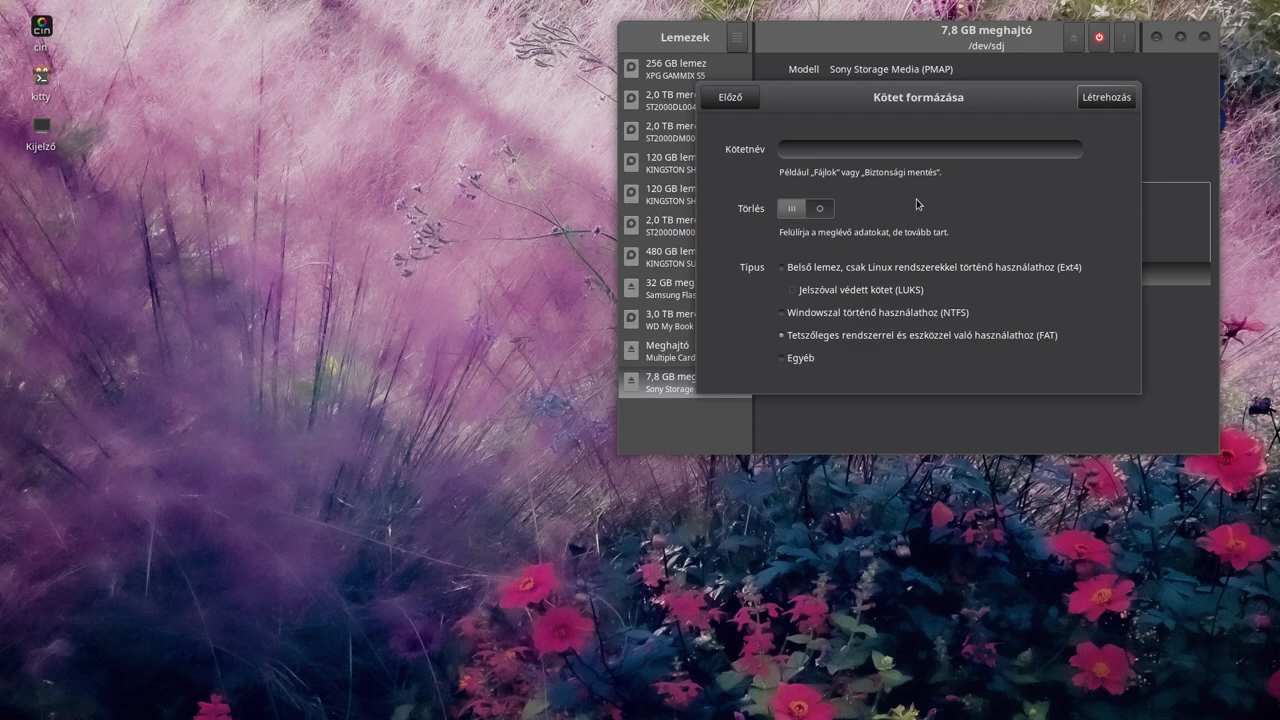 cin
cin
kitty
Kijelző
Lemezek
7,8 GB meghajtó
/dev/sdj
256 GB lemez
XPG GAMMIX S5
2,0 TB mere
ST2000DL004
2,0 TB mere
ST2000DM00
120 GB lem
KINGSTON SH
120 GB lem
KINGSTON SH
2,0 TB mere
ST2000DM00
480 GB lem
KINGSTON SU
32 GB meg
Samsung Flas
3,0 TB mere
WD My Book
Meghajtó
Multiple Card
7,8 GB meg
Sony Storage
Modell Sony Storage Media (PMAP)
Előző
Kötet formázása
Létrehozás
Kötetnév
Például „Fájlok” vagy „Biztonsági mentés”.
Törlés
Felülírja a meglévő adatokat, de tovább tart.
Típus
Belső lemez, csak Linux rendszerekkel történő használathoz (Ext4)
Jelszóval védett kötet (LUKS)
Windowszal történő használathoz (NTFS)
Tetszőleges rendszerrel és eszközzel való használathoz (FAT)
Egyéb